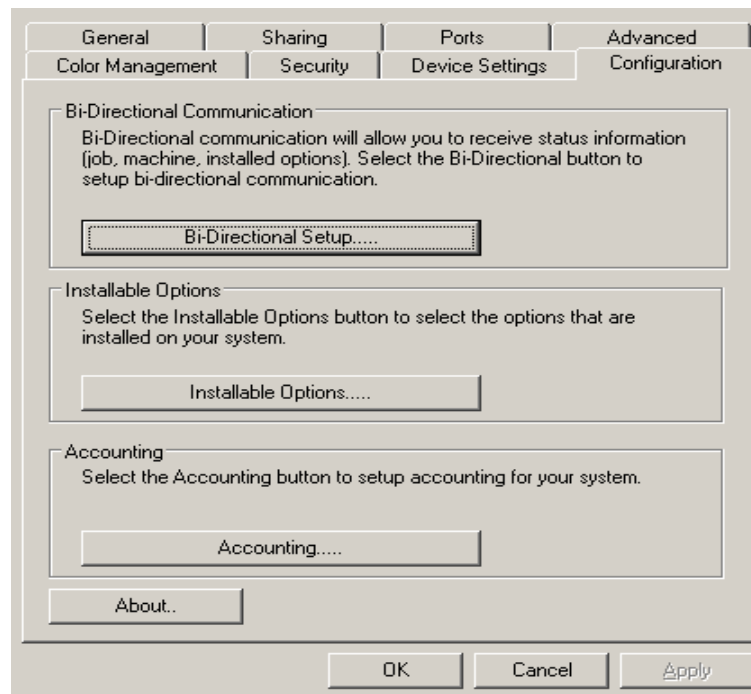 General Sharing Ports Advanced
Color Management Security Device Settings Configuration
Bi-Directional Communication
Bi-Directional communication will allow you to receive status information
(job, machine, installed options). Select the Bi-Directional button to
setup bi-directional communication.
Bi-Directional Setup.....
Installable Options
Select the Installable Options button to select the options that are
installed on your system.
Installable Options.....
Accounting
Select the Accounting button to setup accounting for your system.
Accounting.....
About..
OK Cancel Apply